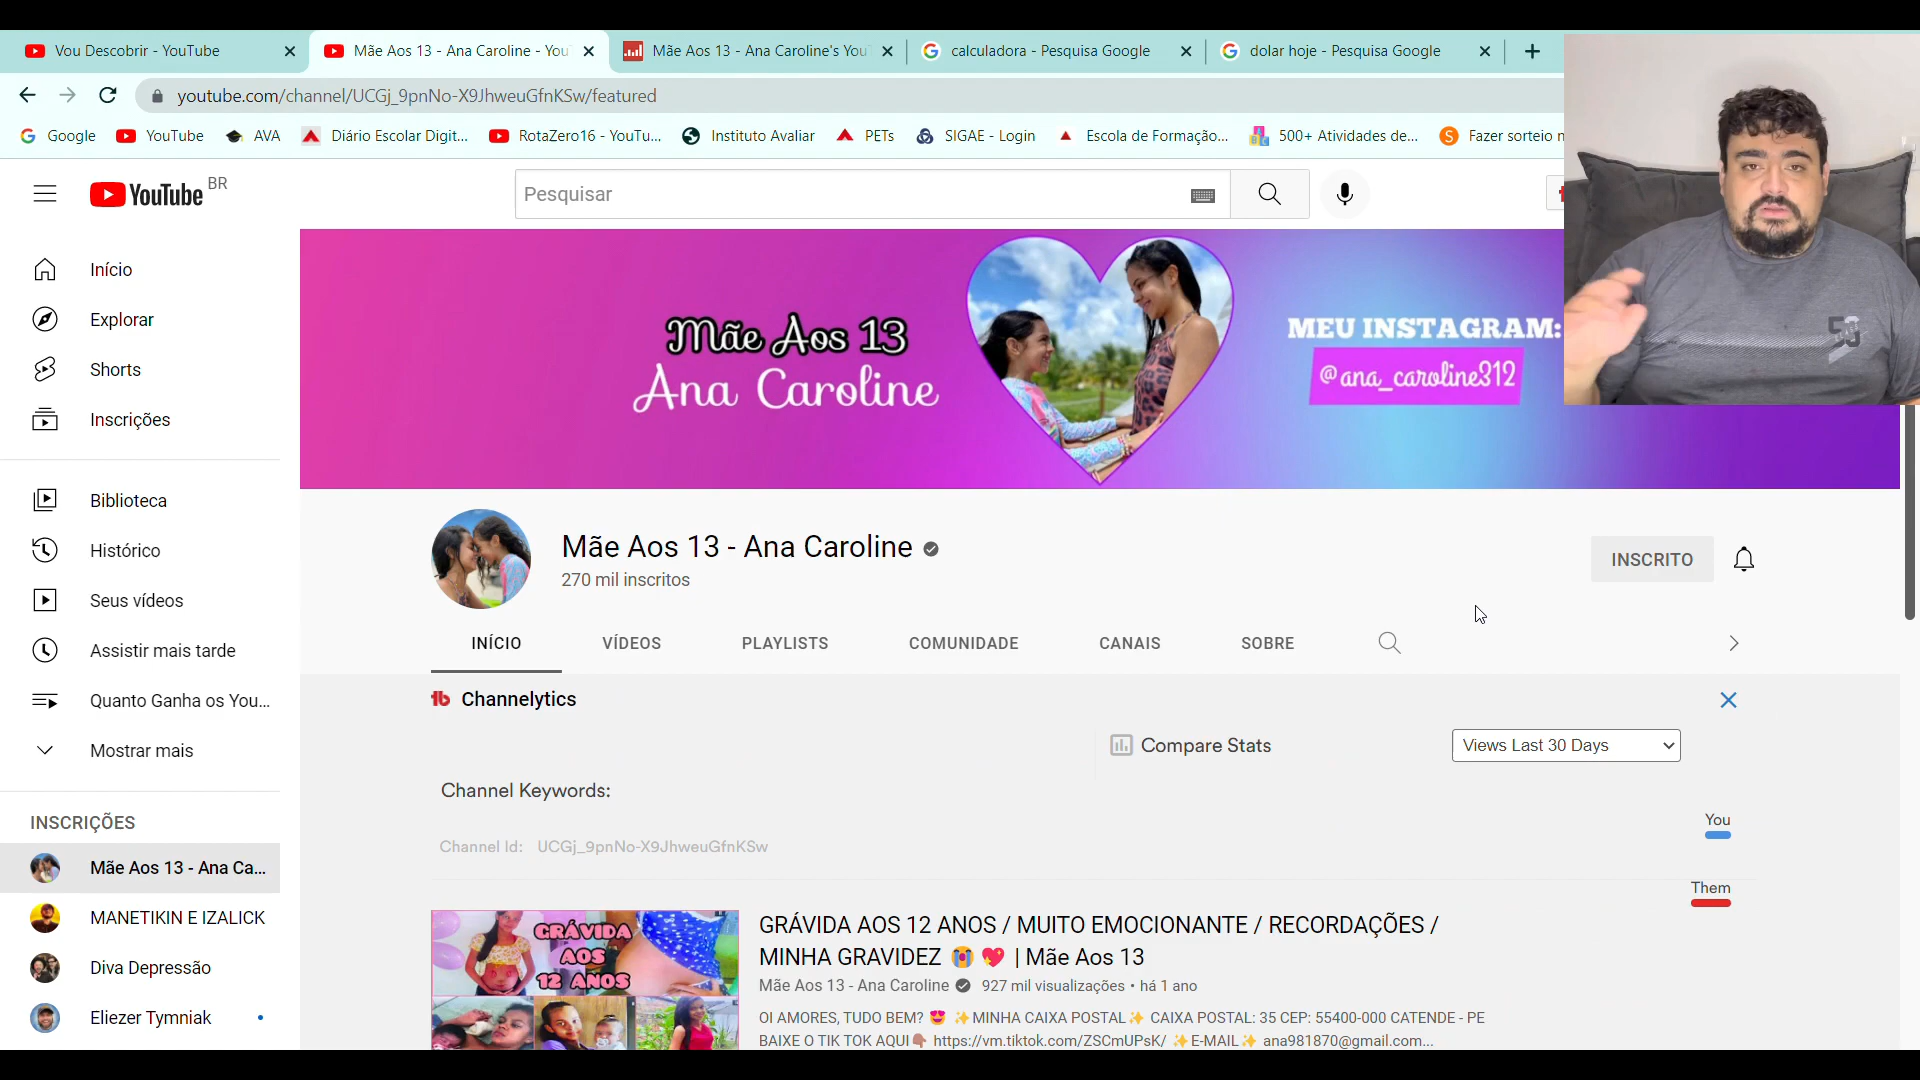 Vou Descobrir - YouTube
Mãe Aos 13 - Ana Caroline - You
Mãe Aos 13 - Ana Caroline's You
calculadora - Pesquisa Google
dolar hoje - Pesquisa Google
youtube.com/channel/UCGj_9pnNo-X9JhweuGfnKSw/featured
Google
YouTube
AVA
Diário Escolar Digit...
RotaZero16 - YouTu...
Instituto Avaliar
PETs
SIGAE - Login
Escola de Formação...
500+ Atividades de...
Fazer sorteio n
YouTube BR
Pesquisar
Início
Explorar
Shorts
Inscrições
Biblioteca
Histórico
Seus vídeos
Assistir mais tarde
Quanto Ganha os You...
Mostrar mais
INSCRIÇÕES
Mãe Aos 13 - Ana Ca...
MANETIKIN E IZALICK
Diva Depressão
Eliezer Tymniak
Mãe Aos 13
Ana Caroline
MEU INSTAGRAM:
@ana_caroline312
Mãe Aos 13 - Ana Caroline
270 mil inscritos
INSCRITO
INÍCIO
VÍDEOS
PLAYLISTS
COMUNIDADE
CANAIS
SOBRE
Channelytics
Compare Stats
Views Last 30 Days
Channel Keywords:
You
Channel Id: UCGj_9pnNo-X9JhweuGfnKSw
Them
GRÁVIDA
AOS
12 ANOS
GRÁVIDA AOS 12 ANOS / MUITO EMOCIONANTE / RECORDAÇÕES /
MINHA GRAVIDEZ 😭 💖 | Mãe Aos 13
Mãe Aos 13 - Ana Caroline 927 mil visualizações • há 1 ano
OI AMORES, TUDO BEM? 😍 ✨MINHA CAIXA POSTAL✨ CAIXA POSTAL: 35 CEP: 55400-000 CATENDE - PE
BAIXE O TIK TOK AQUI👇🏽 https://vm.tiktok.com/ZSCmUPsK/ ✨E-MAIL✨ ana981870@gmail.com...